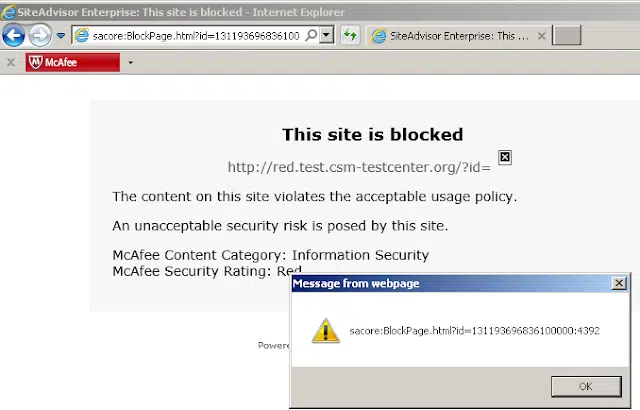 SiteAdvisor Enterprise: This site is blocked - Internet Explorer
sacore:BlockPage.html?id=131193696836100
SiteAdvisor Enterprise: This ...
McAfee
This site is blocked
http://red.test.csm-testcenter.org/?id=
The content on this site violates the acceptable usage policy.
An unacceptable security risk is posed by this site.
McAfee Content Category: Information Security
McAfee Security Rating: Red
Message from webpage
sacore:BlockPage.html?id=131193696836100000:4392
OK